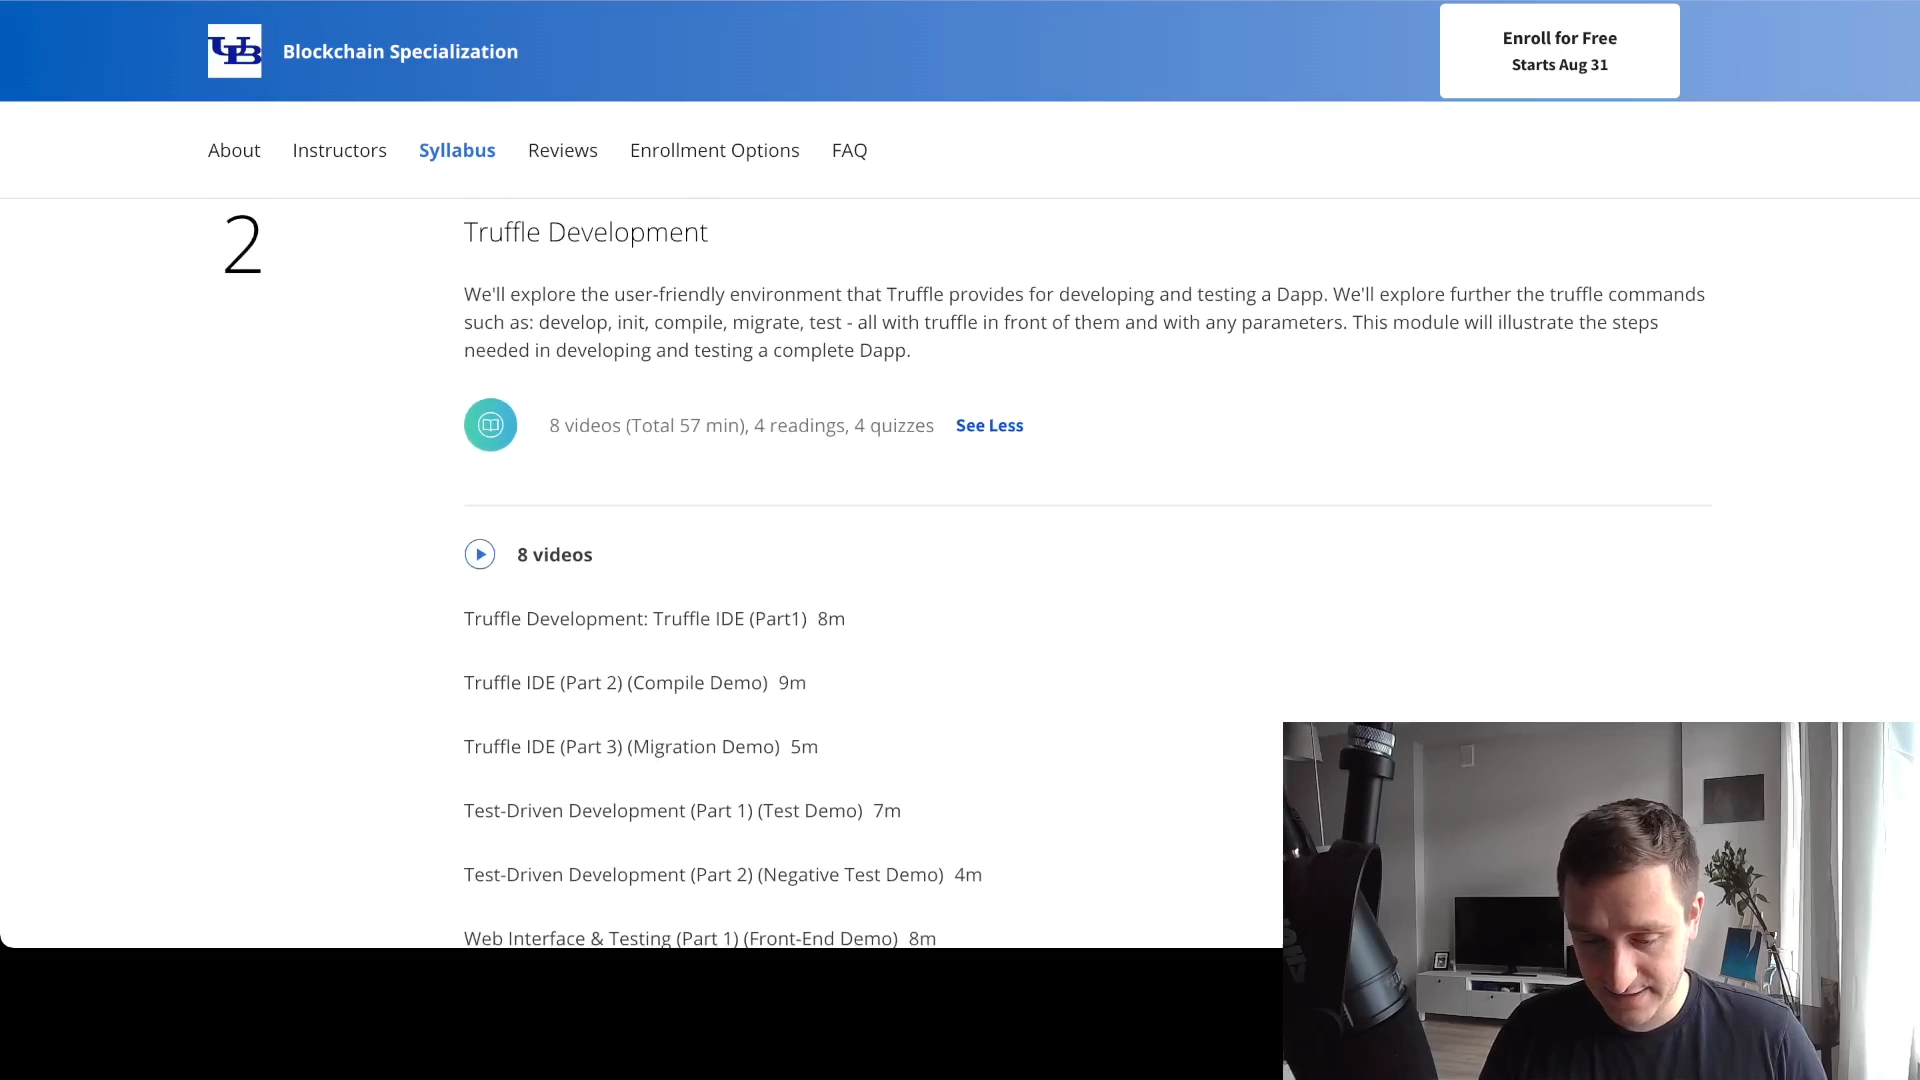 UB
Blockchain Specialization
Enroll for Free
Starts Aug 31
About Instructors Syllabus Reviews Enrollment Options FAQ
2
Truffle Development
We'll explore the user-friendly environment that Truffle provides for developing and testing a Dapp. We'll explore further the truffle commands
such as: develop, init, compile, migrate, test - all with truffle in front of them and with any parameters. This module will illustrate the steps
needed in developing and testing a complete Dapp.
8 videos (Total 57 min), 4 readings, 4 quizzes See Less
8 videos
Truffle Development: Truffle IDE (Part1) 8m
Truffle IDE (Part 2) (Compile Demo) 9m
Truffle IDE (Part 3) (Migration Demo) 5m
Test-Driven Development (Part 1) (Test Demo) 7m
Test-Driven Development (Part 2) (Negative Test Demo) 4m
Web Interface & Testing (Part 1) (Front-End Demo) 8m